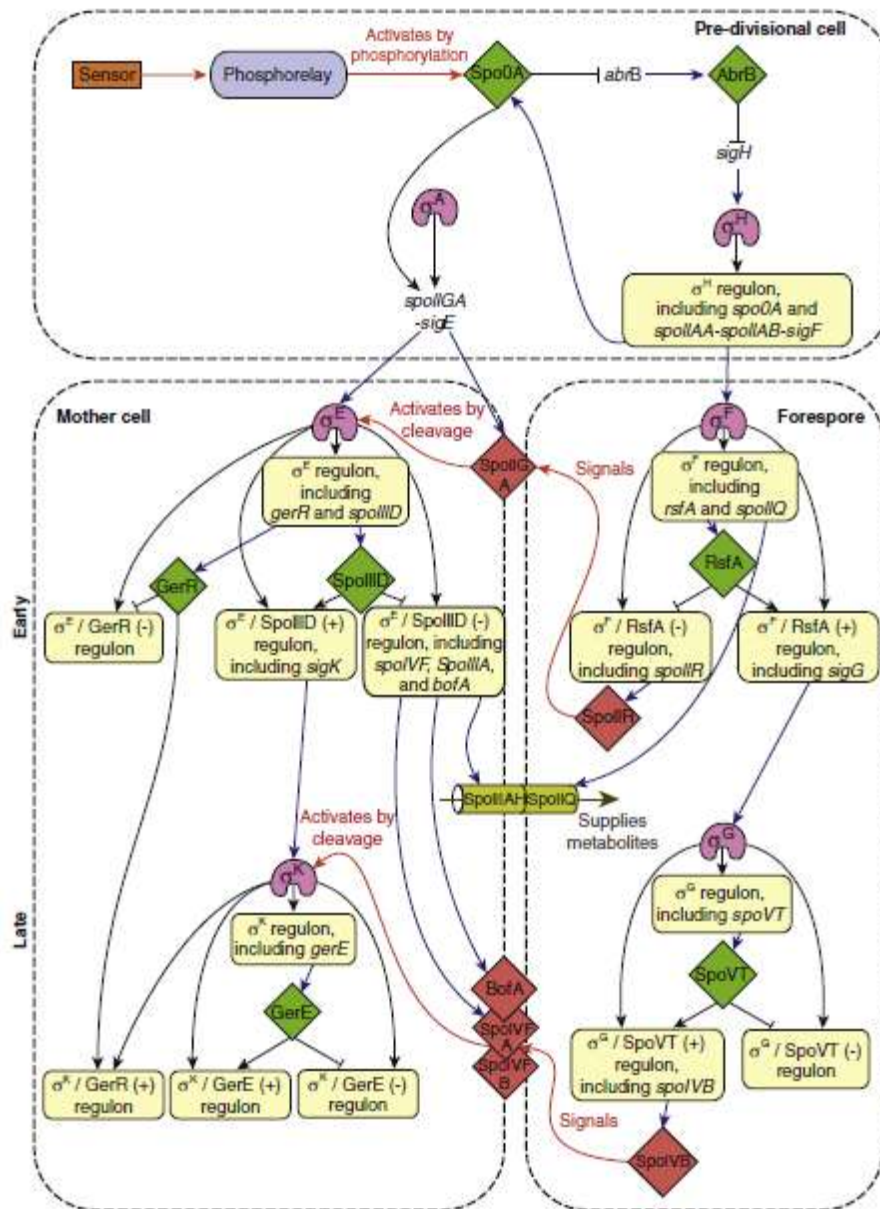 Pre-divisional cell
Activates by
phosphorylation
Sensor
Phosphorelay
Spo0A
abrB
AbrB
sigH
σA
σH
spoIIGA
-sigE
σH regulon,
including spo0A and
spoIIAA-spoIIAB-sigF
Mother cell
σE
Activates by
cleavage
SpoIIG
A
Signals
σF
Forespore
σE regulon,
including
gerR and spoIIID
σF regulon,
including
rsfA and spoIIQ
GerR
SpoIIID
RsfA
Early
σE / GerR (-)
regulon
σE / SpoIIID (+)
regulon,
including sigK
σE / SpoIIID (-)
regulon, including
spoIVF, SpoIIIA,
and bofA
σF / RsfA (-)
regulon,
including spoIIR
σF / RsfA (+)
regulon,
including sigG
SpoIIR
SpoIIIAH
SpoIIQ
Supplies
metabolites
Activates by
cleavage
σK
σG
Late
σK regulon,
including gerE
σG regulon,
including spoVT
GerE
BofA
SpoIVF
A
SpoIVF
B
SpoVT
σK / GerR (+)
regulon
σK / GerE (+)
regulon
σK / GerE (-)
regulon
σG / SpoVT (+)
regulon,
including spoIVB
σG / SpoVT (-)
regulon
Signals
SpoIVB